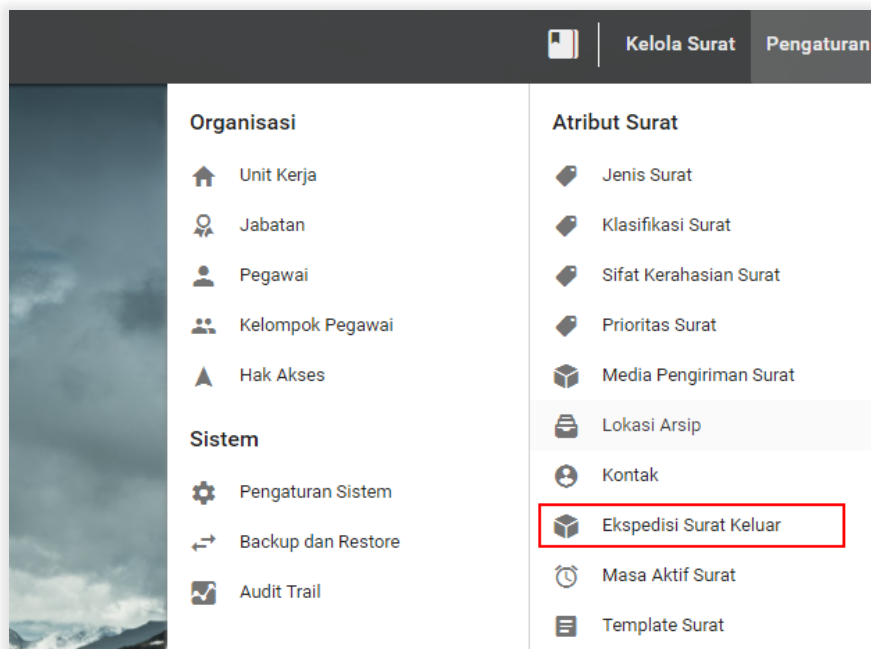 Kelola Surat
Pengaturan
Organisasi
Unit Kerja
Jabatan
Pegawai
Kelompok Pegawai
Hak Akses
Sistem
Pengaturan Sistem
Backup dan Restore
Audit Trail
Atribut Surat
Jenis Surat
Klasifikasi Surat
Sifat Kerahasian Surat
Prioritas Surat
Media Pengiriman Surat
Lokasi Arsip
Kontak
Ekspedisi Surat Keluar
Masa Aktif Surat
Template Surat